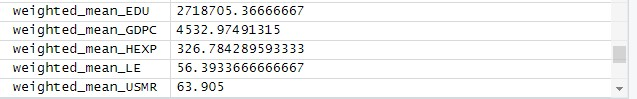 weighted_mean_EDU 2718705.36666667
weighted_mean_GDPC 4532.97491315
weighted_mean_HEXP 326.784289593333
weighted_mean_LE 56.3933666666667
weighted_mean_USMR 63.905